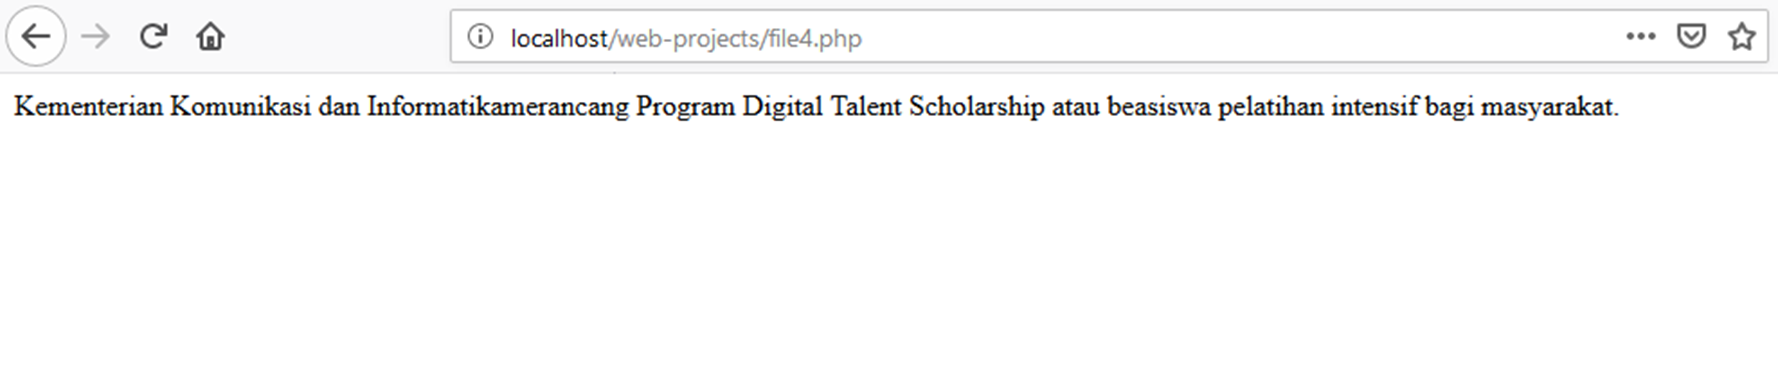 localhost/web-projects/file4.php
Kementerian Komunikasi dan Informatikamerancang Program Digital Talent Scholarship atau beasiswa pelatihan intensif bagi masyarakat.